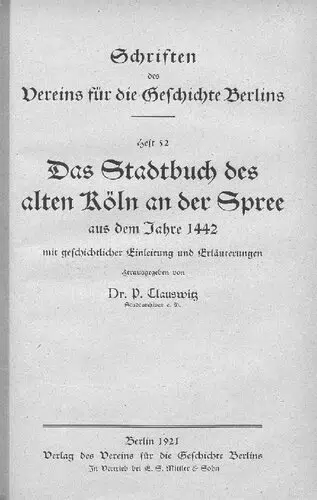 Schriften
des
Vereins für die Geschichte Berlins
Heft 52
Das Stadtbuch des
alten Köln an der Spree
aus dem Jahre 1442
mit geschichtlicher Einleitung und Erläuterungen
herausgegeben von
Dr. P. Clauswitz
Stadtarchivar a. D.
Berlin 1921
Verlag des Vereins für die Geschichte Berlins
In Vertrieb bei E. S. Mittler & Sohn